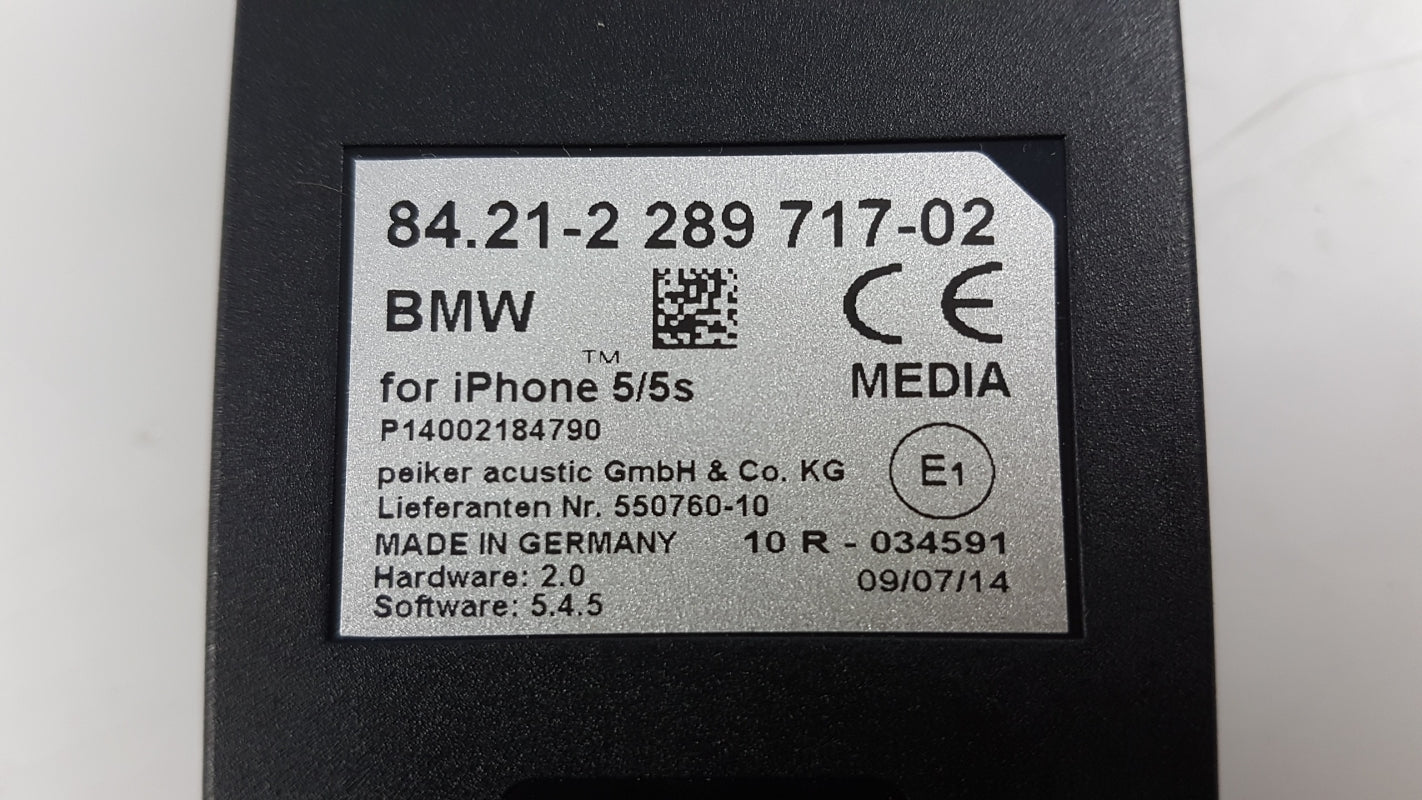 84.21-2 289 717-02
BMW
CE
for iPhone™ 5/5s
MEDIA
P14002184790
peiker acustic GmbH & Co. KG
E1
Lieferanten Nr. 550760-10
MADE IN GERMANY
10 R - 034591
Hardware: 2.0
09/07/14
Software: 5.4.5